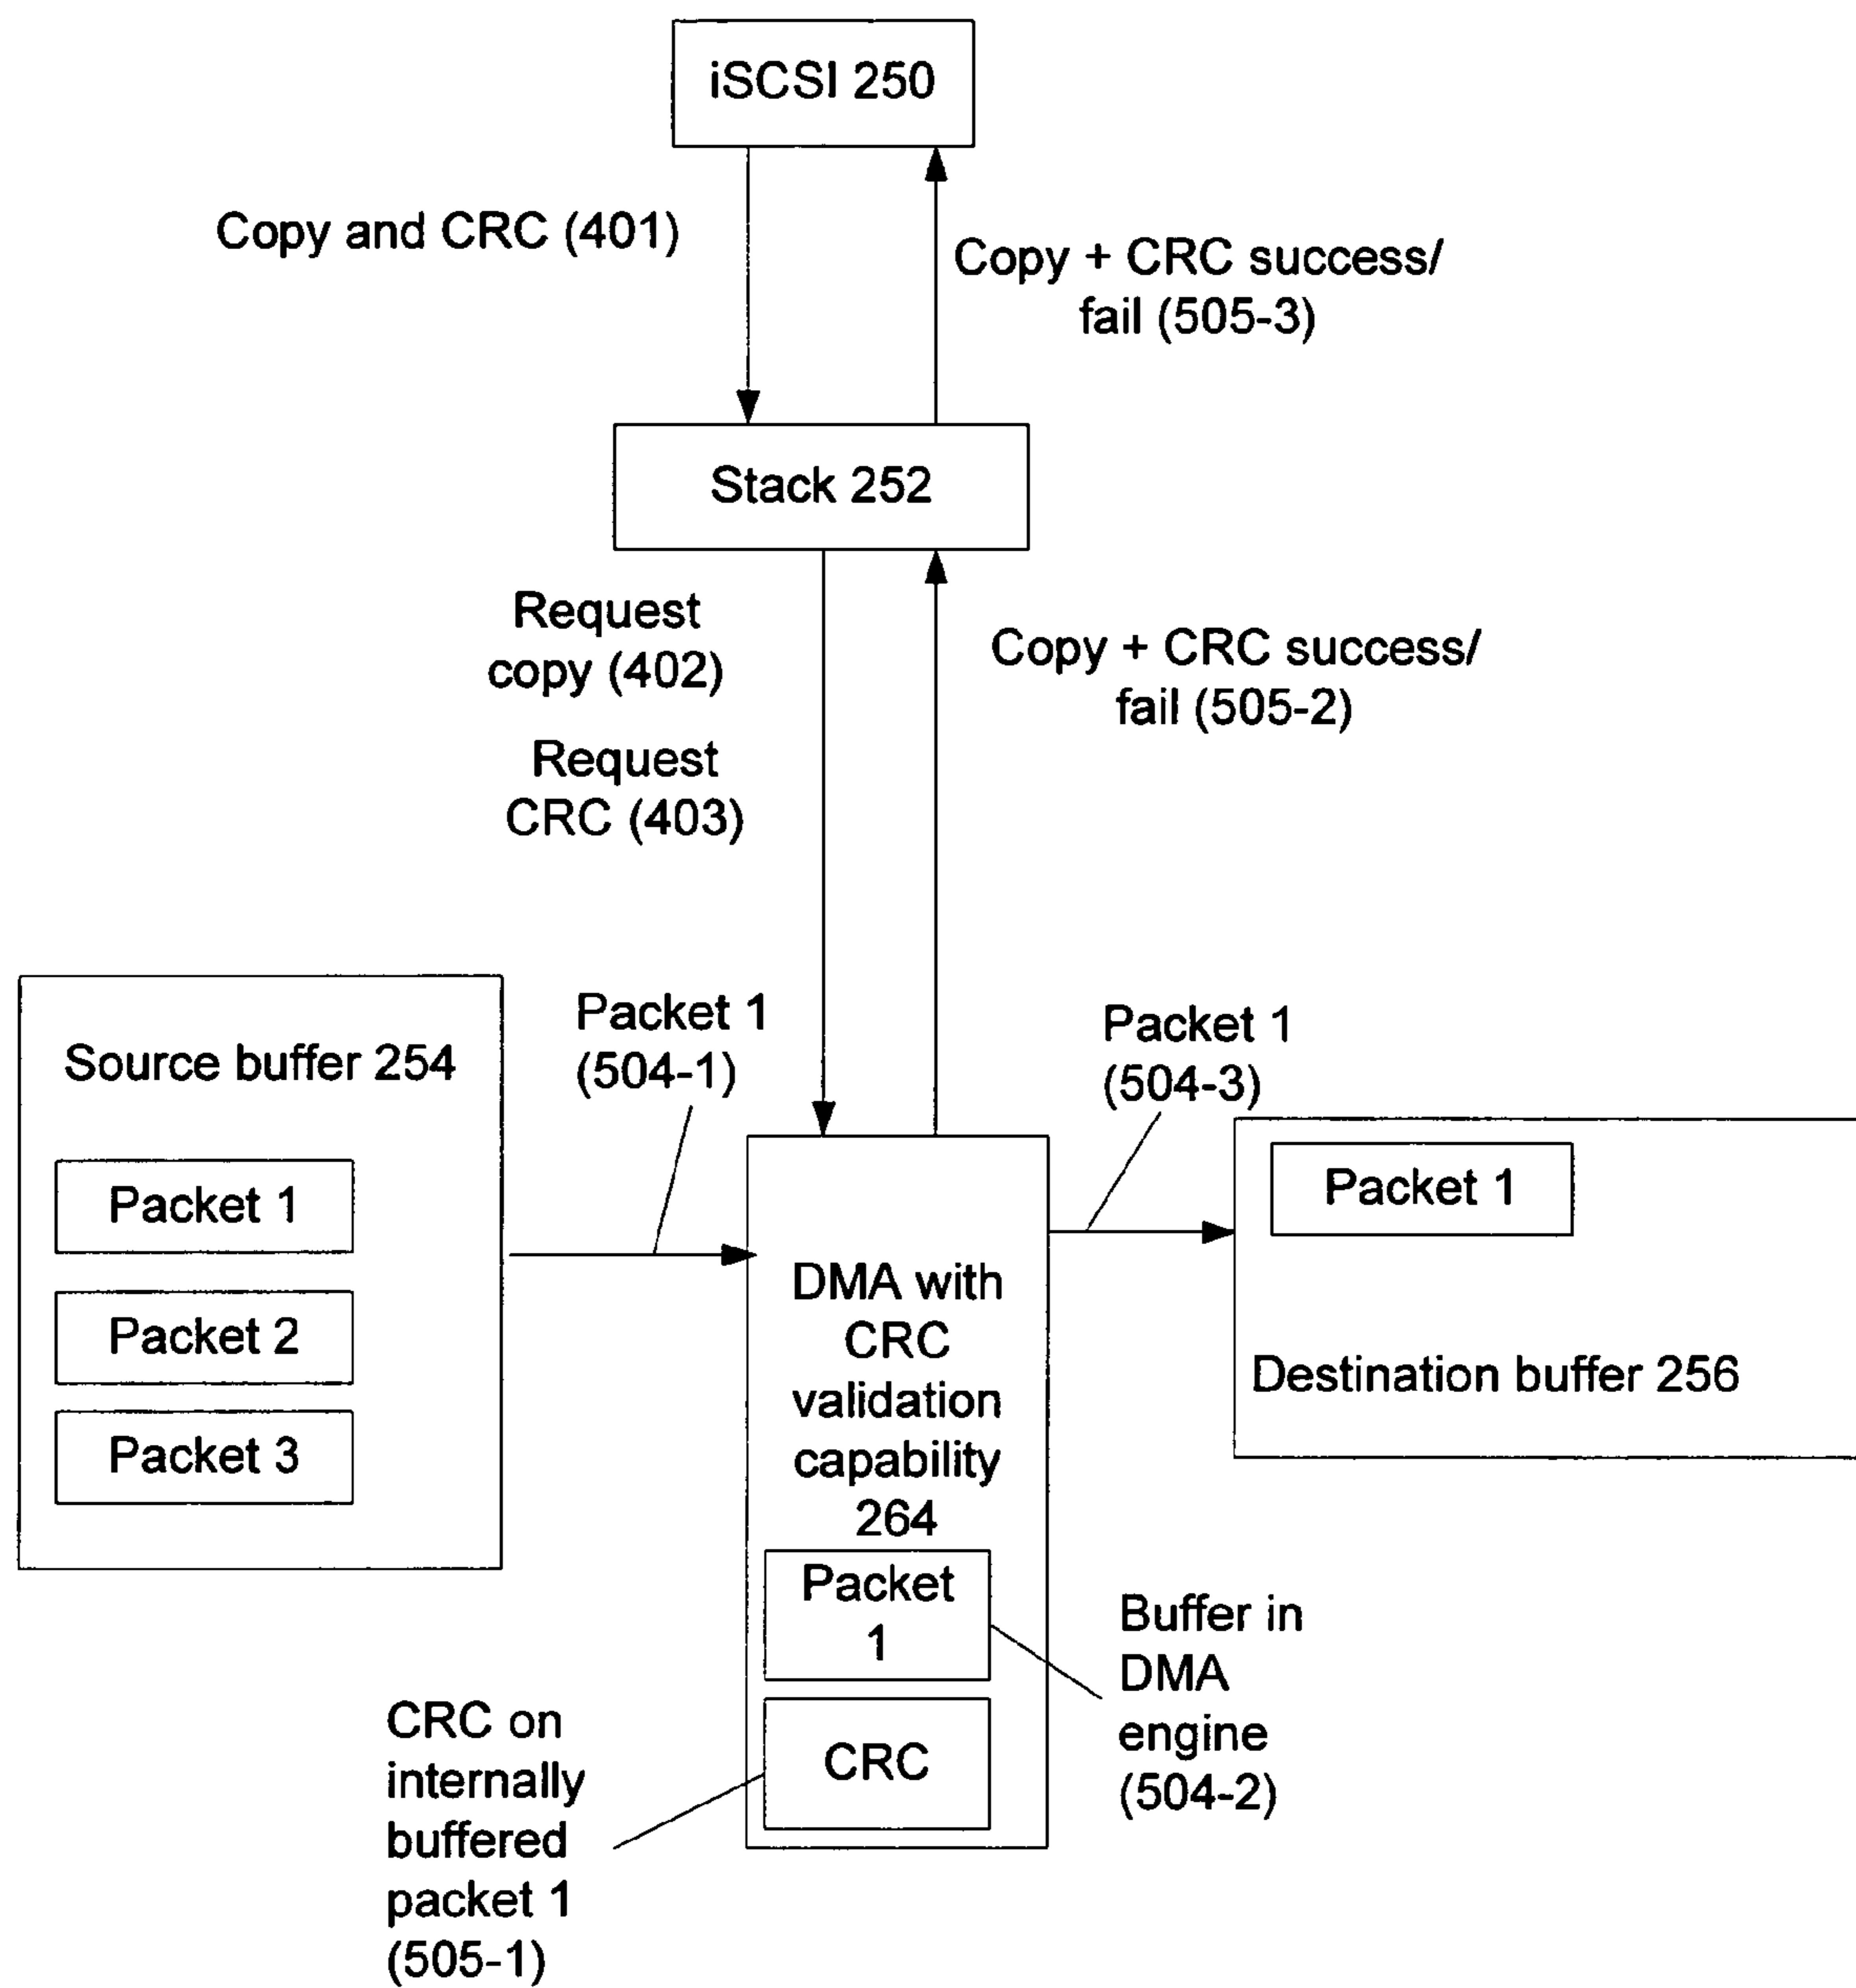 iSCSI 250
Copy and CRC (401)
Copy + CRC success/
fail (505-3)
Stack 252
Request
copy (402)
Request
CRC (403)
Copy + CRC success/
fail (505-2)
Source buffer 254
Packet 1
Packet 2
Packet 3
Packet 1
(504-1)
Packet 1
(504-3)
Packet 1
Destination buffer 256
DMA with
CRC
validation
capability
264
Packet
1
CRC
Buffer in
DMA
engine
(504-2)
CRC on
internally
buffered
packet 1
(505-1)